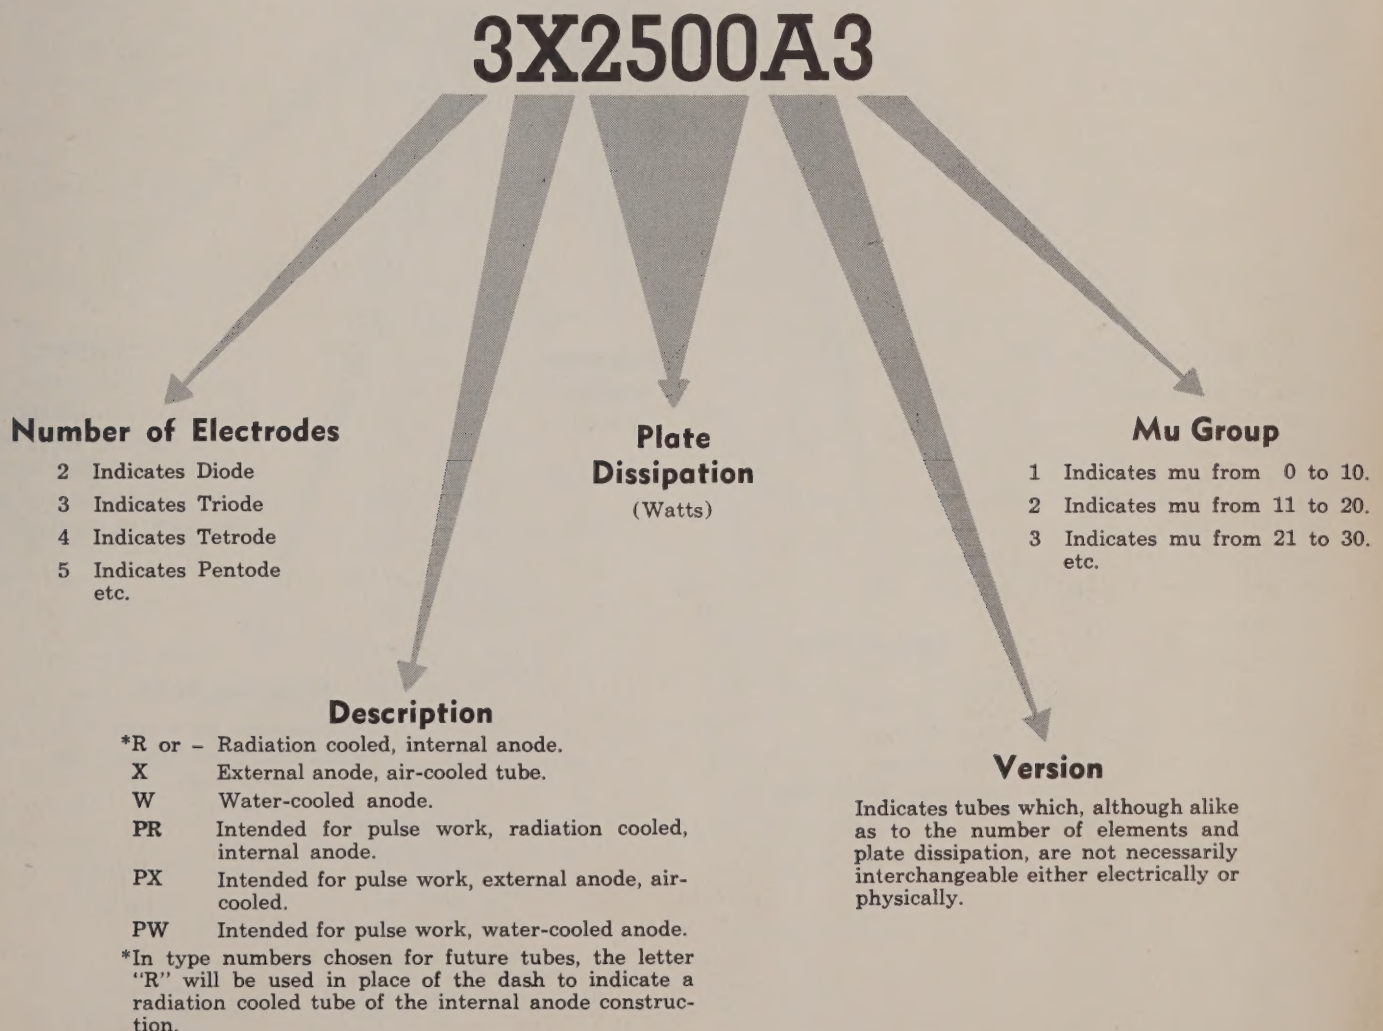 3X2500A3
Number of Electrodes
2 Indicates Diode
3 Indicates Triode
4 Indicates Tetrode
5 Indicates Pentode
etc.
Plate
Dissipation
(Watts)
Mu Group
1 Indicates mu from 0 to 10.
2 Indicates mu from 11 to 20.
3 Indicates mu from 21 to 30.
etc.
Description
*R or – Radiation cooled, internal anode.
X External anode, air-cooled tube.
W Water-cooled anode.
PR Intended for pulse work, radiation cooled,
internal anode.
PX Intended for pulse work, external anode, air-
cooled.
PW Intended for pulse work, water-cooled anode.
*In type numbers chosen for future tubes, the letter
"R" will be used in place of the dash to indicate a
radiation cooled tube of the internal anode construc-
tion.
Version
Indicates tubes which, although alike
as to the number of elements and
plate dissipation, are not necessarily
interchangeable either electrically or
physically.